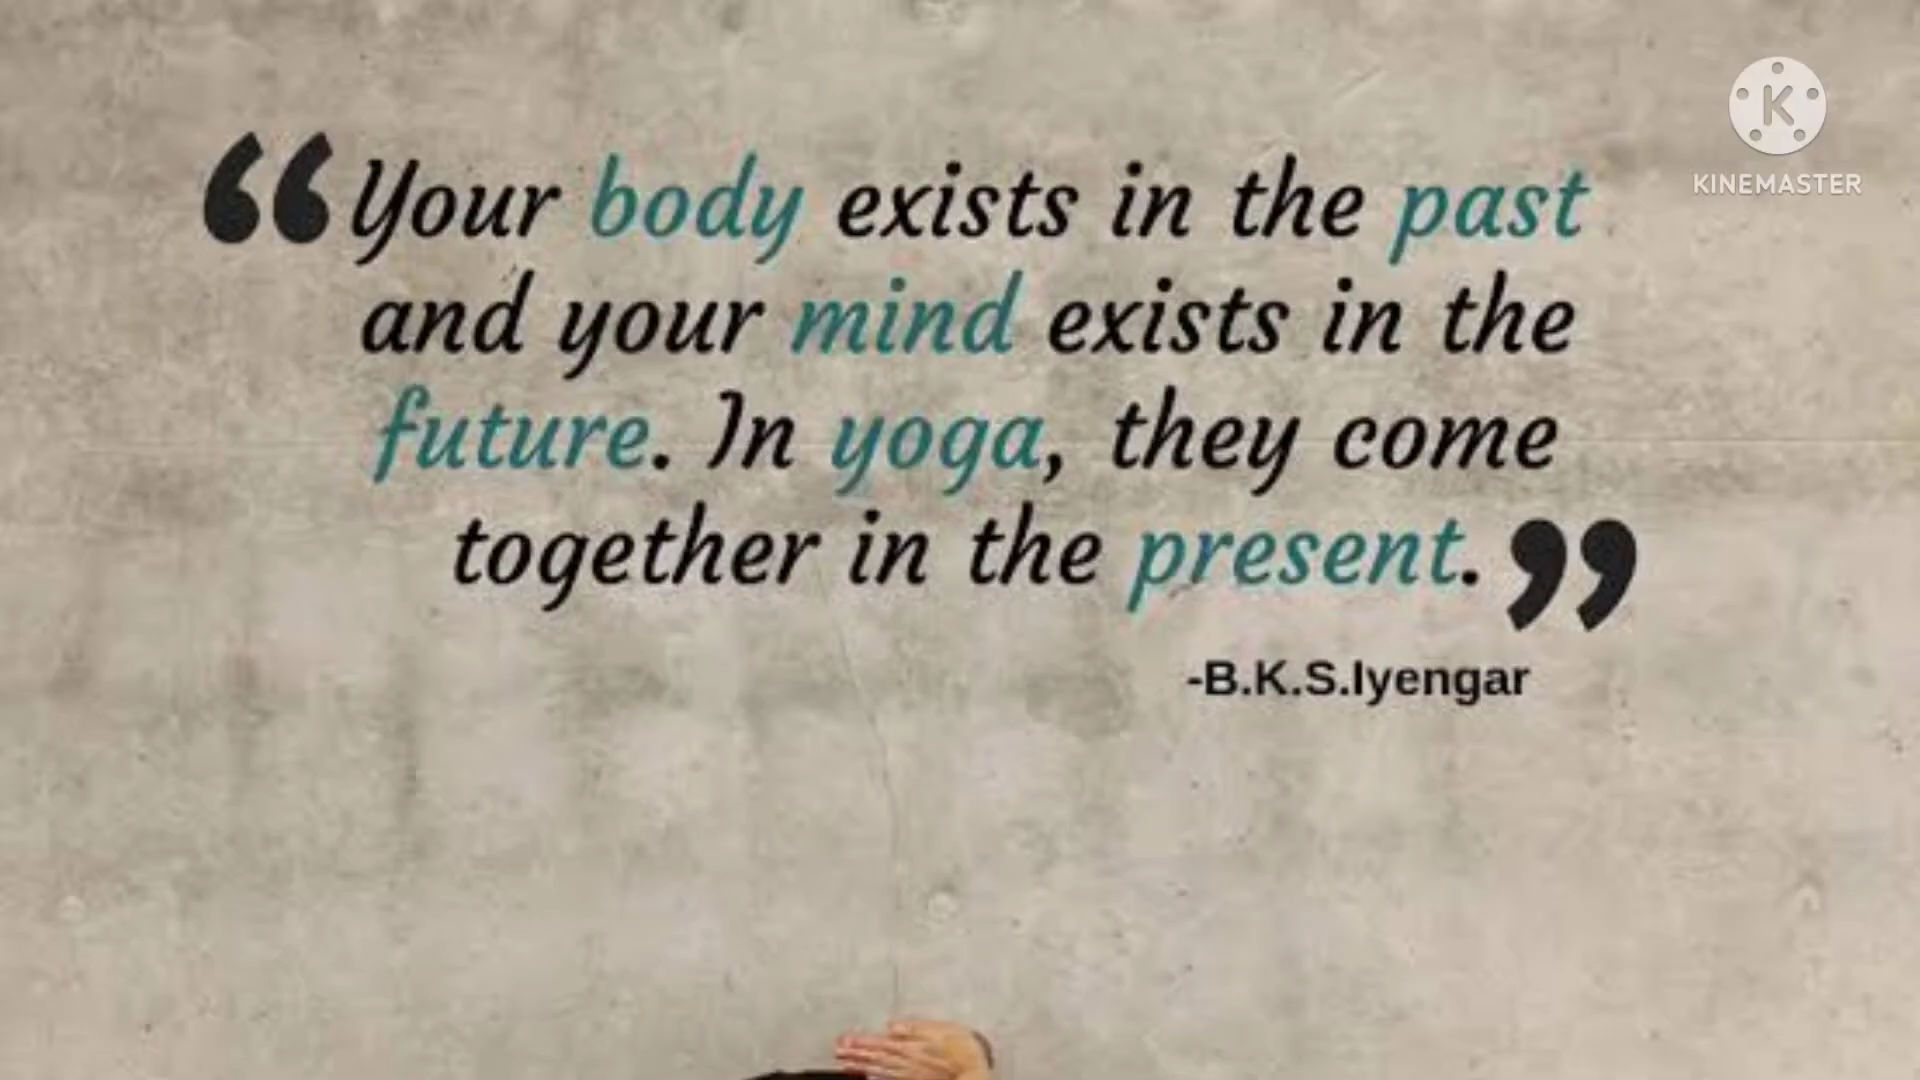 “Your body exists in the past
and your mind exists in the
future. In yoga, they come
together in the present.”
-B.K.S.Iyengar
K
KINEMASTER